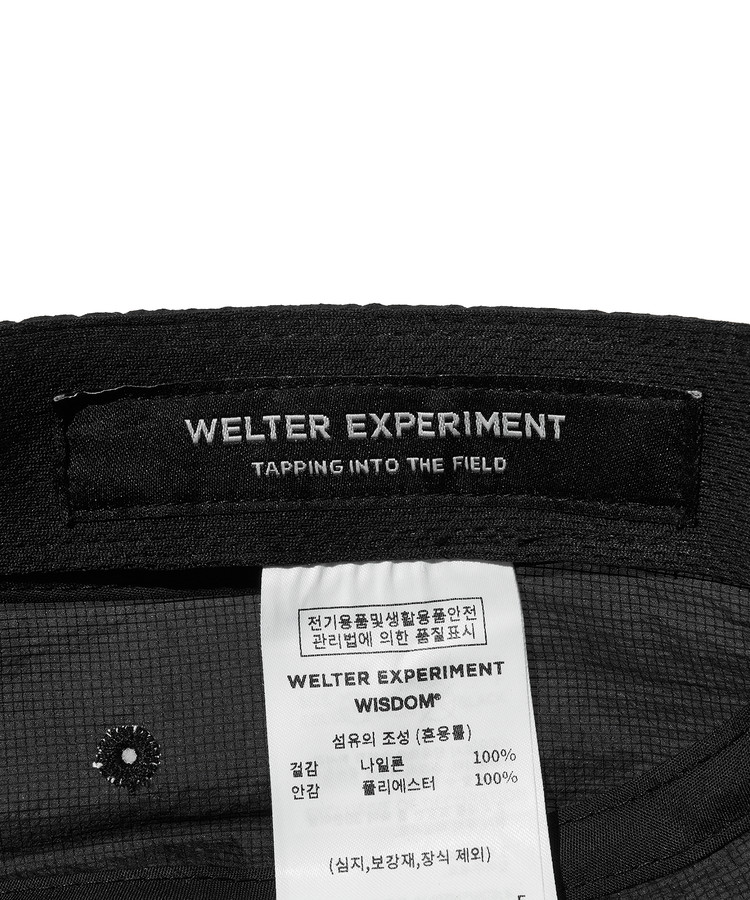 WELTER EXPERIMENT
TAPPING INTO THE FIELD
전기용품및생활용품안전
관리법에 의한 품질표시
WELTER EXPERIMENT
WISDOM®
섬유의 조성 (혼용률)
겉감 나일론 100%
안감 폴리에스터 100%
(심지,보강재,장식 제외)